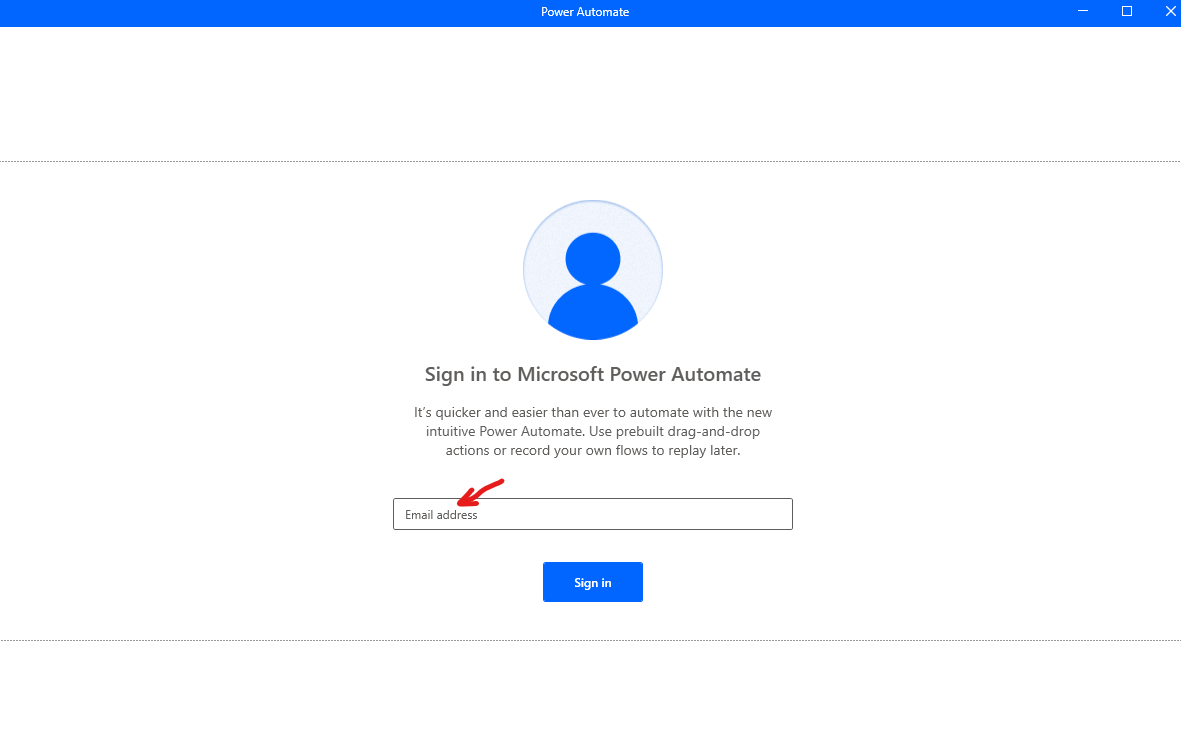 Power Automate
Sign in to Microsoft Power Automate
It's quicker and easier than ever to automate with the new
intuitive Power Automate. Use prebuilt drag-and-drop
actions or record your own flows to replay later.
Email address
Sign in